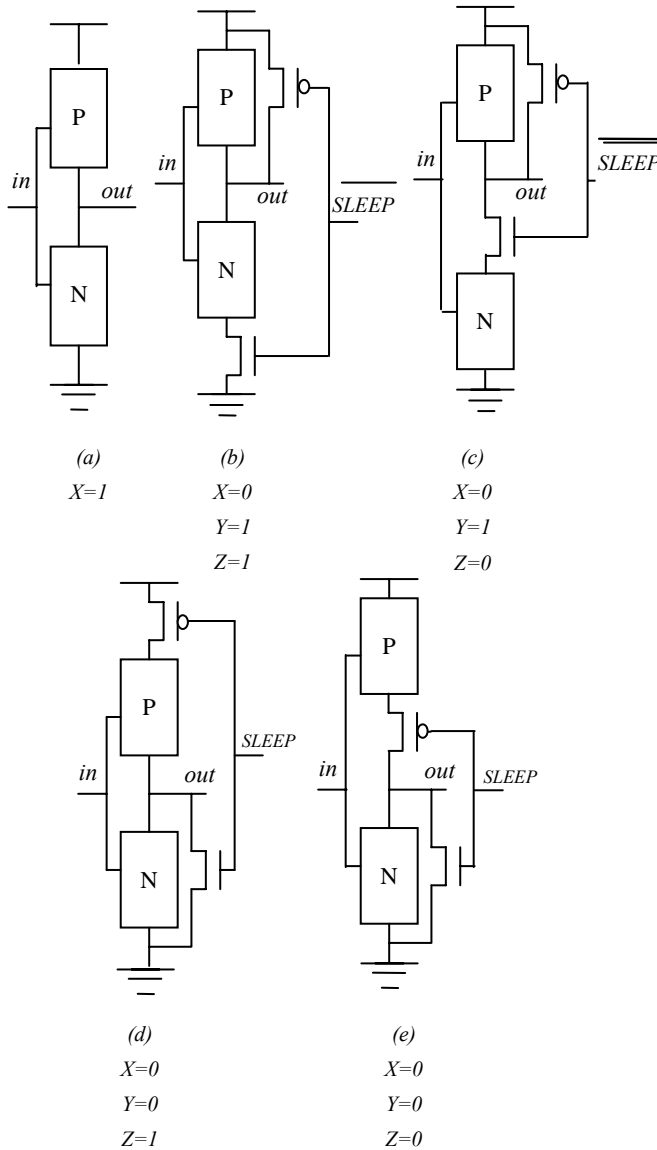 P
in
out
N
(a)
X=1
P
in
out
SLEEP
N
(b)
X=0
Y=1
Z=1
P
in
out
SLEEP
N
(c)
X=0
Y=1
Z=0
P
in
out
SLEEP
N
(d)
X=0
Y=0
Z=1
P
in
out
SLEEP
N
(e)
X=0
Y=0
Z=0